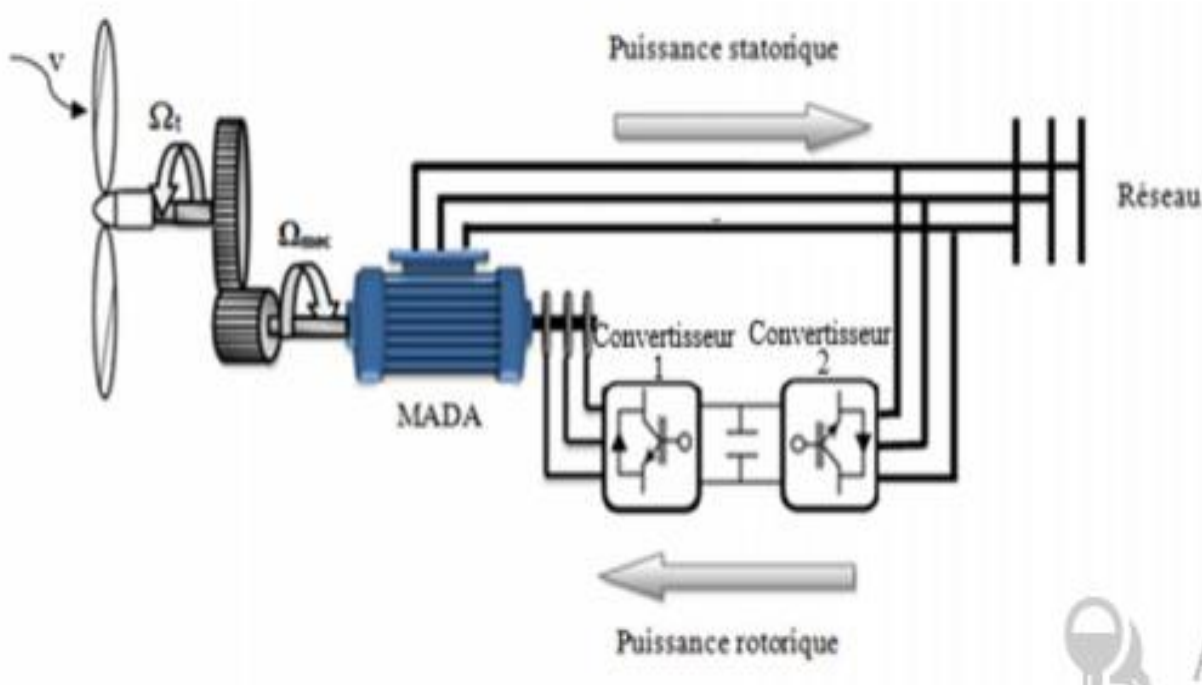 Puissance statorique
v
Ωt
Réseau
Ωmec
Convertisseur
1
Convertisseur
2
MADA
Puissance rotorique